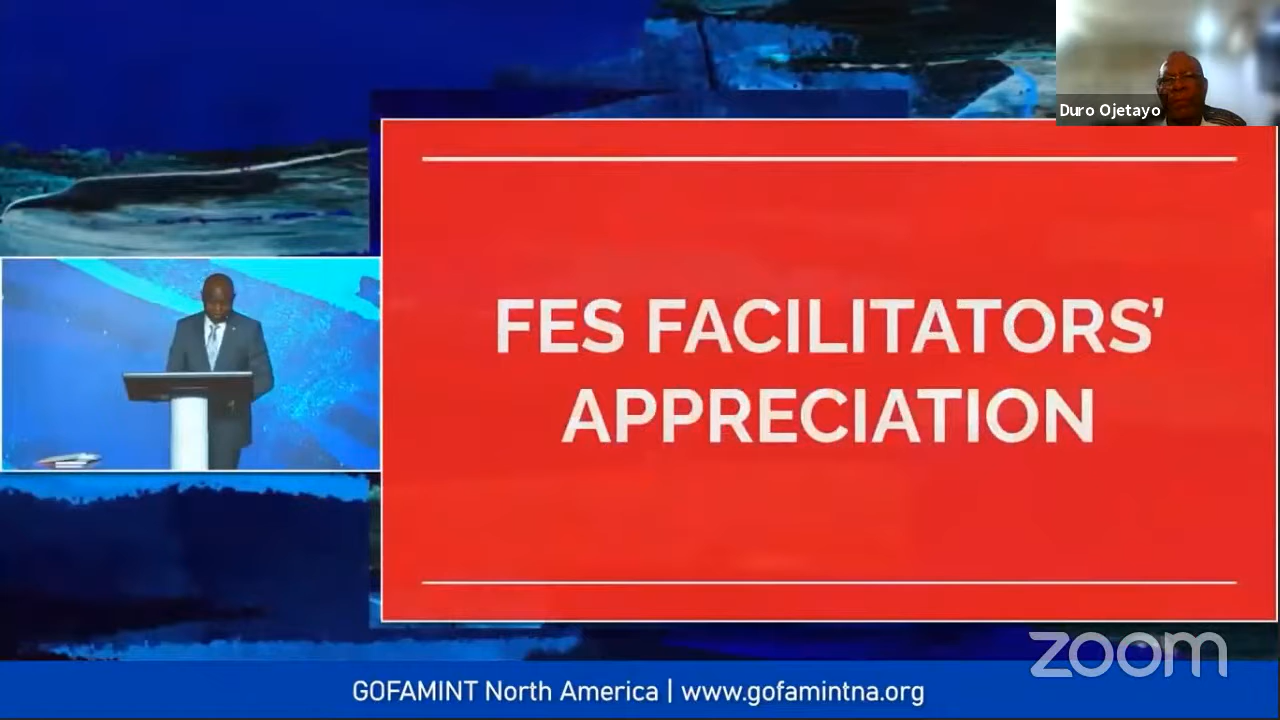 Duro Ojetayo
FES FACILITATORS’
APPRECIATION
zoom
GOFAMINT North America | www.gofamintna.org